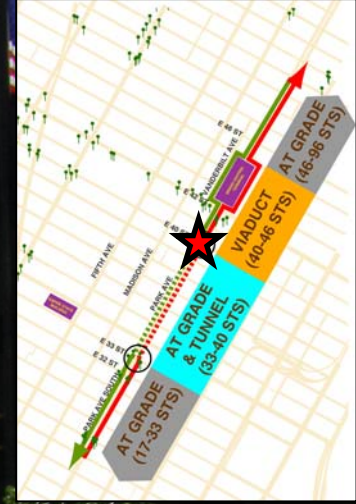 E 46 ST
VANDERBILT AVE
E 40 ST
FIFTH AVE
MADISON AVE
PARK AVE
E 33 ST
E 32 ST
PARK AVE SOUTH
AT GRADE
(46-96 STS)
VIADUCT
(40-46 STS)
AT GRADE
& TUNNEL
(33-40 STS)
AT GRADE
(17-33 STS)